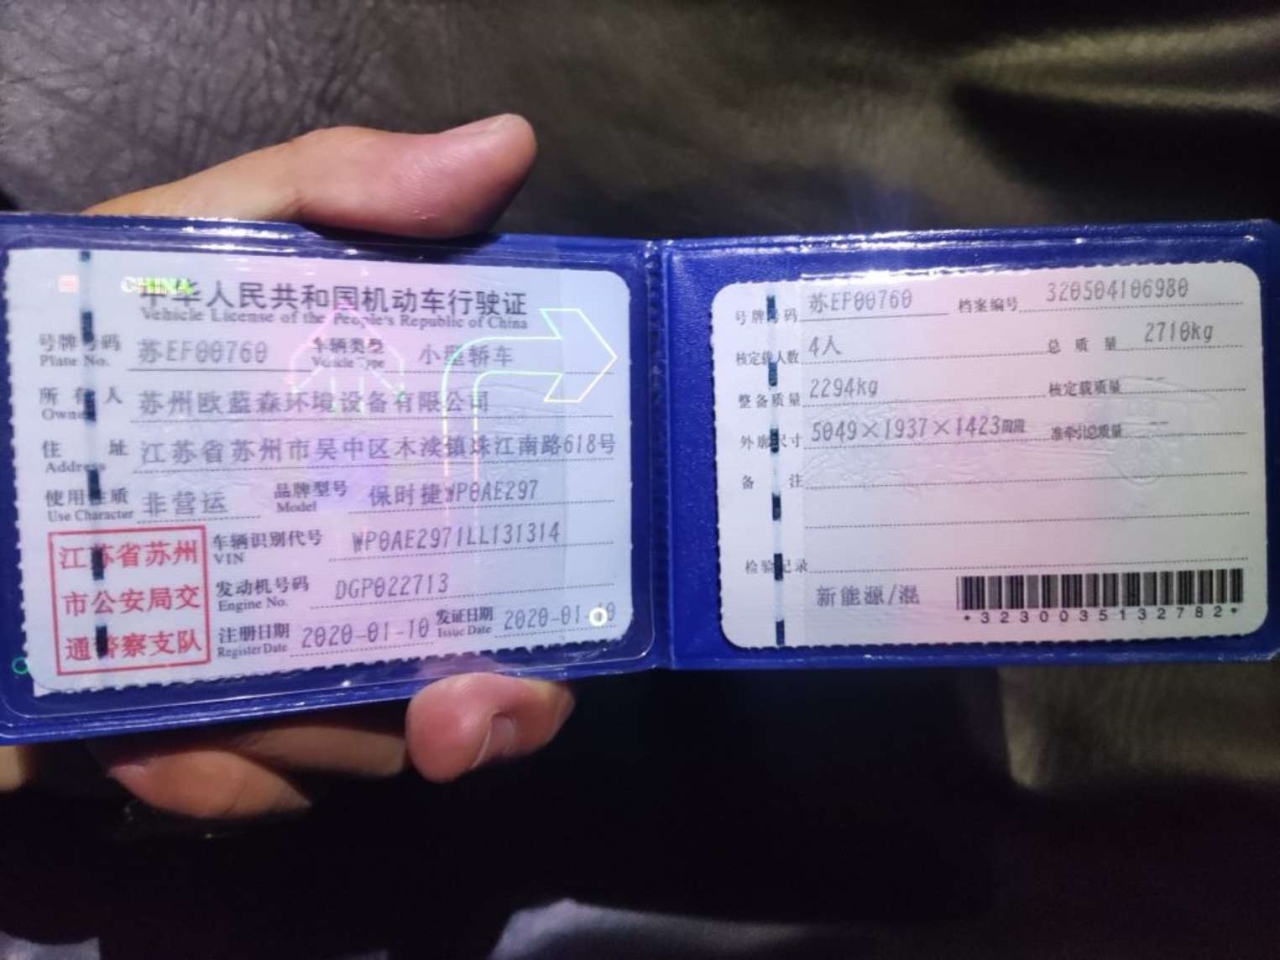 CHINA
中华人民共和国机动车行驶证
Vehicle License of the People's Republic of China
号牌号码 苏EF00760 车辆类型 小型轿车
Plate No. Vehicle Type
所有人 苏州欧蓝森环境设备有限公司
Owner
住址 江苏省苏州市吴中区木渎镇珠江南路618号
Address
使用性质 非营运 品牌型号 保时捷WP0AE297
Use Character Model
江苏省苏州
市公安局交
通警察支队
车辆识别代号 WP0AE2971LL131314
VIN
发动机号码 DGP022713
Engine No.
注册日期 2020-01-10 发证日期 2020-01-10
Register Date Issue Date
号牌号码 苏EF00760 档案编号 320504106980
核定载人数 4人 总质量 2710kg
整备质量 2294kg 核定载质量 --
外廓尺寸 5049×1937×1423mm 准牵引总质量 --
备注
检验记录
新能源/混
*3230035132782*